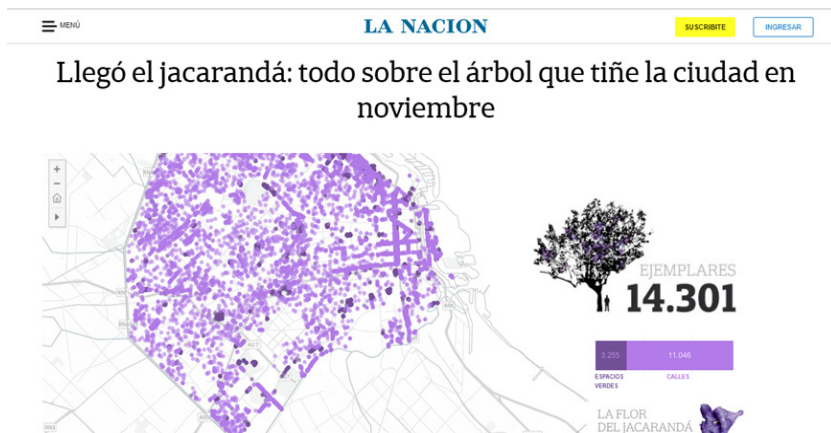 MENÚ
LA NACION
SUSCRIBITE
INGRESAR
Llegó el jacarandá: todo sobre el árbol que tiñe la ciudad en
noviembre
EJEMPLARES
14.301
3.255
11.046
ESPACIOS
VERDES
CALLES
LA FLOR
DEL JACARANDÁ